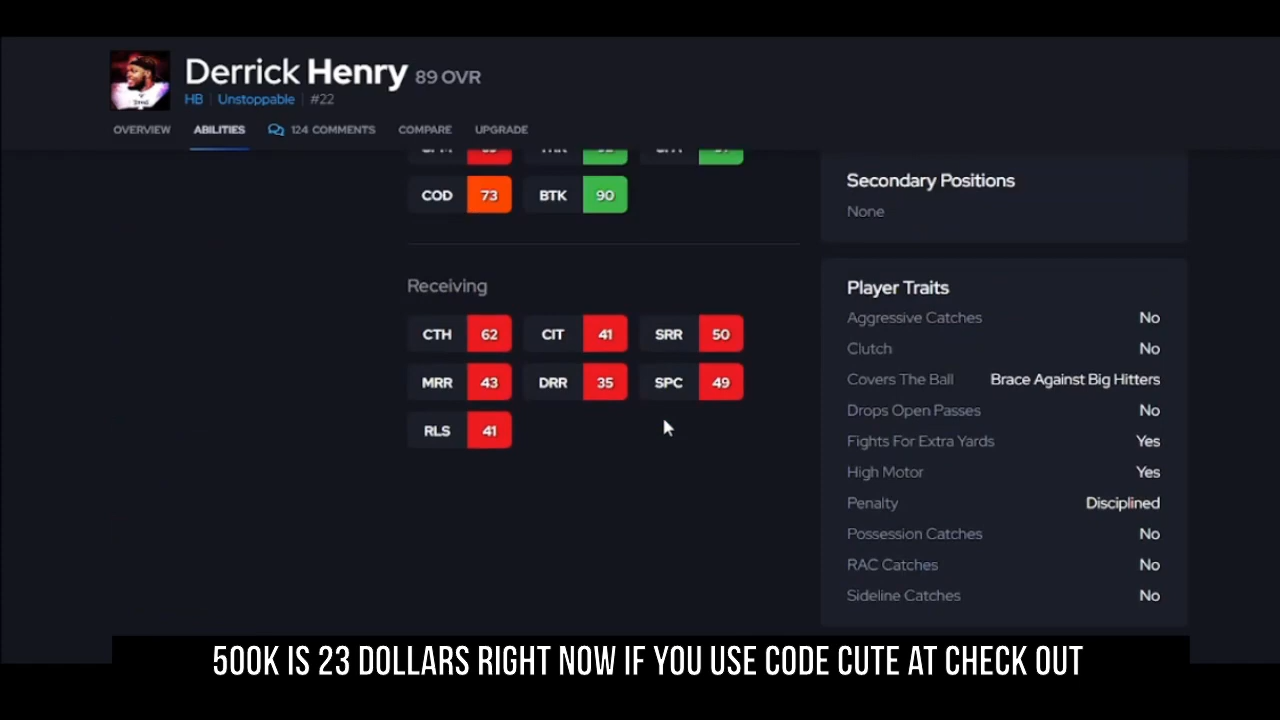 Derrick Henry 89 OVR
HB | Unstoppable | #22
OVERVIEW ABILITIES 124 COMMENTS COMPARE UPGRADE
COD 73 BTK 90
Receiving
CTH 62 CIT 41 SRR 50
MRR 43 DRR 35 SPC 49
RLS 41
Secondary Positions
None
Player Traits
Aggressive Catches No
Clutch No
Covers The Ball Brace Against Big Hitters
Drops Open Passes No
Fights For Extra Yards Yes
High Motor Yes
Penalty Disciplined
Possession Catches No
RAC Catches No
Sideline Catches No
500K IS 23 DOLLARS RIGHT NOW IF YOU USE CODE CUTE AT CHECK OUT